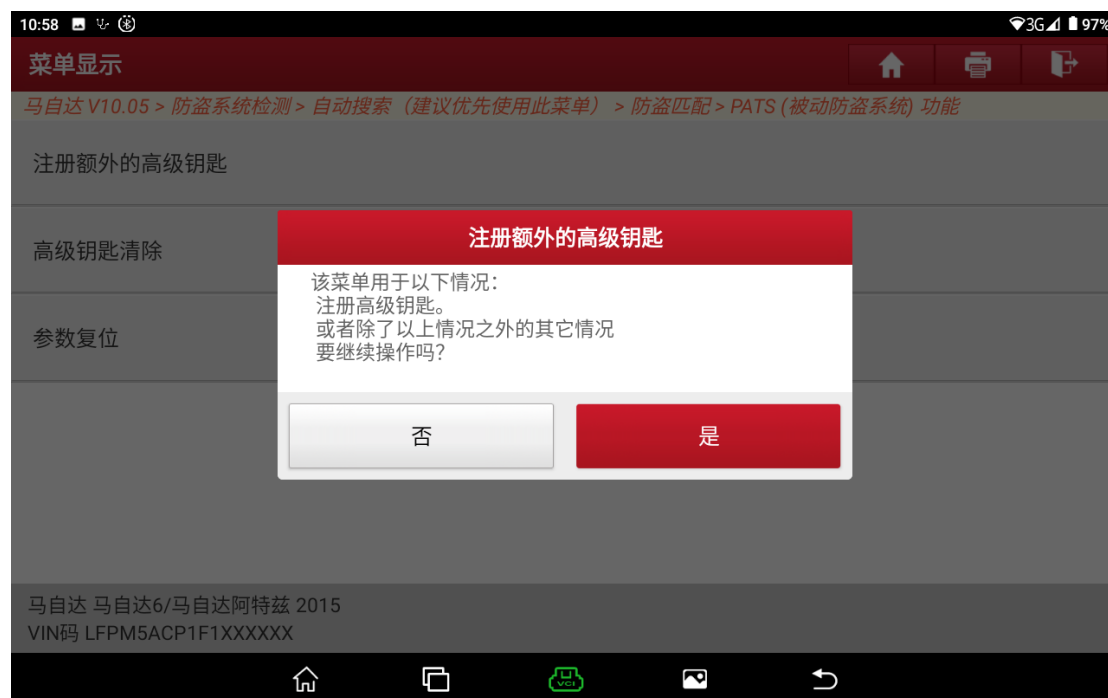 10:58
3G
97%
菜单显示
马自达 V10.05 > 防盗系统检测 > 自动搜索（建议优先使用此菜单） > 防盗匹配 > PATS (被动防盗系统) 功能
注册额外的高级钥匙
高级钥匙清除
参数复位
注册额外的高级钥匙
该菜单用于以下情况：
注册高级钥匙。
或者除了以上情况之外的其它情况
要继续操作吗？
否
是
马自达 马自达6/马自达阿特兹 2015
VIN码 LFPM5ACP1F1XXXXXX
VCI